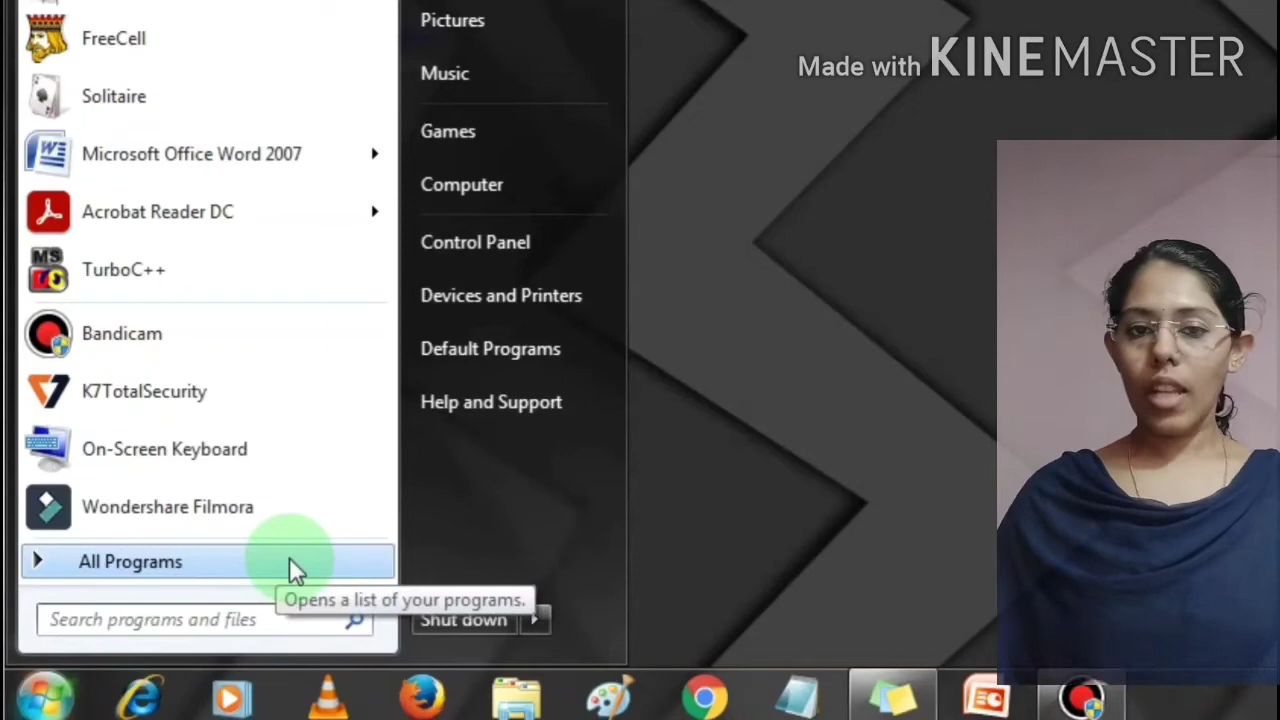 FreeCell
Solitaire
Microsoft Office Word 2007
Acrobat Reader DC
MS
TurboC++
Bandicam
K7TotalSecurity
On-Screen Keyboard
Wondershare Filmora
All Programs
Opens a list of your programs.
Search programs and files
Pictures
Music
Games
Computer
Control Panel
Devices and Printers
Default Programs
Help and Support
Shut down
Made with KINEMASTER